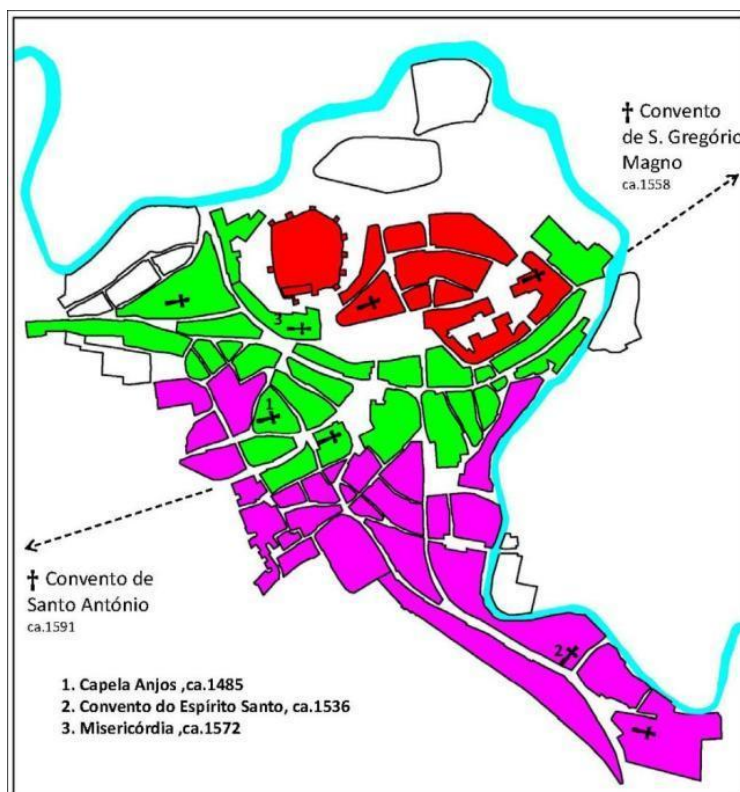 ✝ Convento
de S. Gregório
Magno
ca.1558
3
1
✝ Convento de
Santo António
ca.1591
2
1. Capela Anjos ,ca.1485
2. Convento do Espírito Santo, ca.1536
3. Misericórdia ,ca.1572